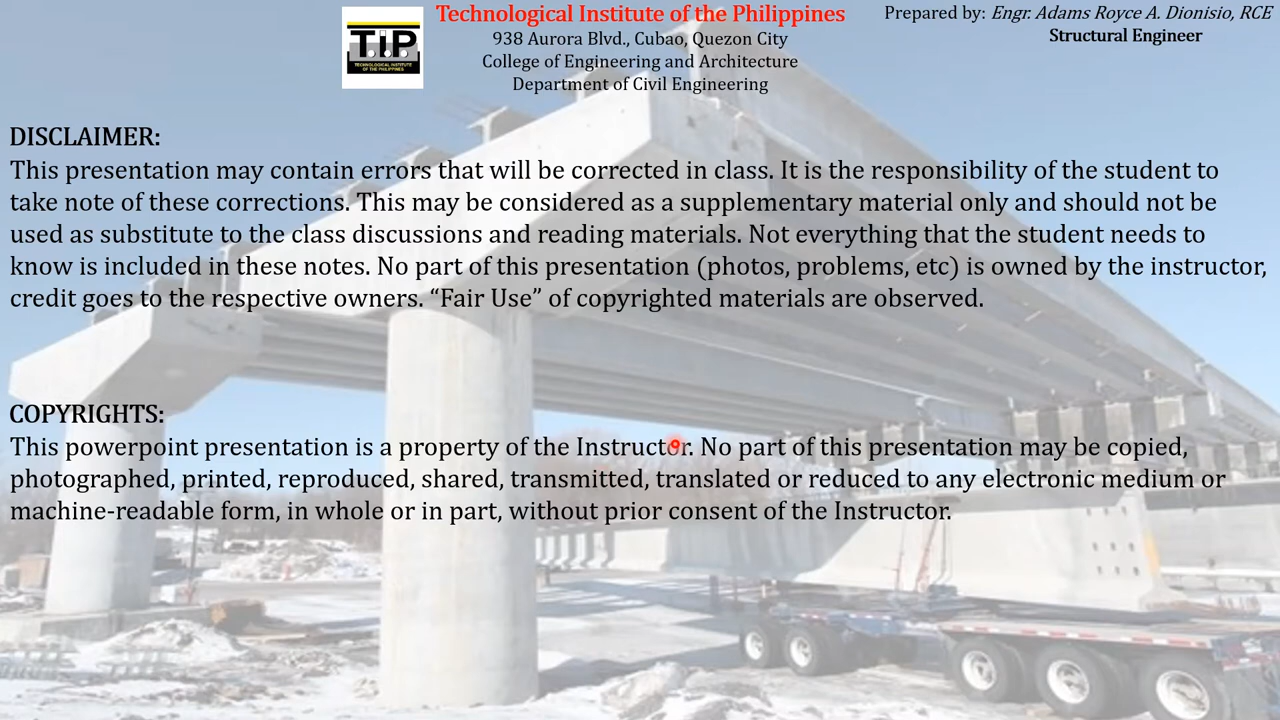 TiP
TECHNOLOGICAL INSTITUTE
OF THE PHILIPPINES
Technological Institute of the Philippines
938 Aurora Blvd., Cubao, Quezon City
College of Engineering and Architecture
Department of Civil Engineering
Prepared by: Engr. Adams Royce A. Dionisio, RCE
Structural Engineer
DISCLAIMER:
This presentation may contain errors that will be corrected in class. It is the responsibility of the student to
take note of these corrections. This may be considered as a supplementary material only and should not be
used as substitute to the class discussions and reading materials. Not everything that the student needs to
know is included in these notes. No part of this presentation (photos, problems, etc) is owned by the instructor,
credit goes to the respective owners. “Fair Use” of copyrighted materials are observed.
COPYRIGHTS:
This powerpoint presentation is a property of the Instructor. No part of this presentation may be copied,
photographed, printed, reproduced, shared, transmitted, translated or reduced to any electronic medium or
machine-readable form, in whole or in part, without prior consent of the Instructor.